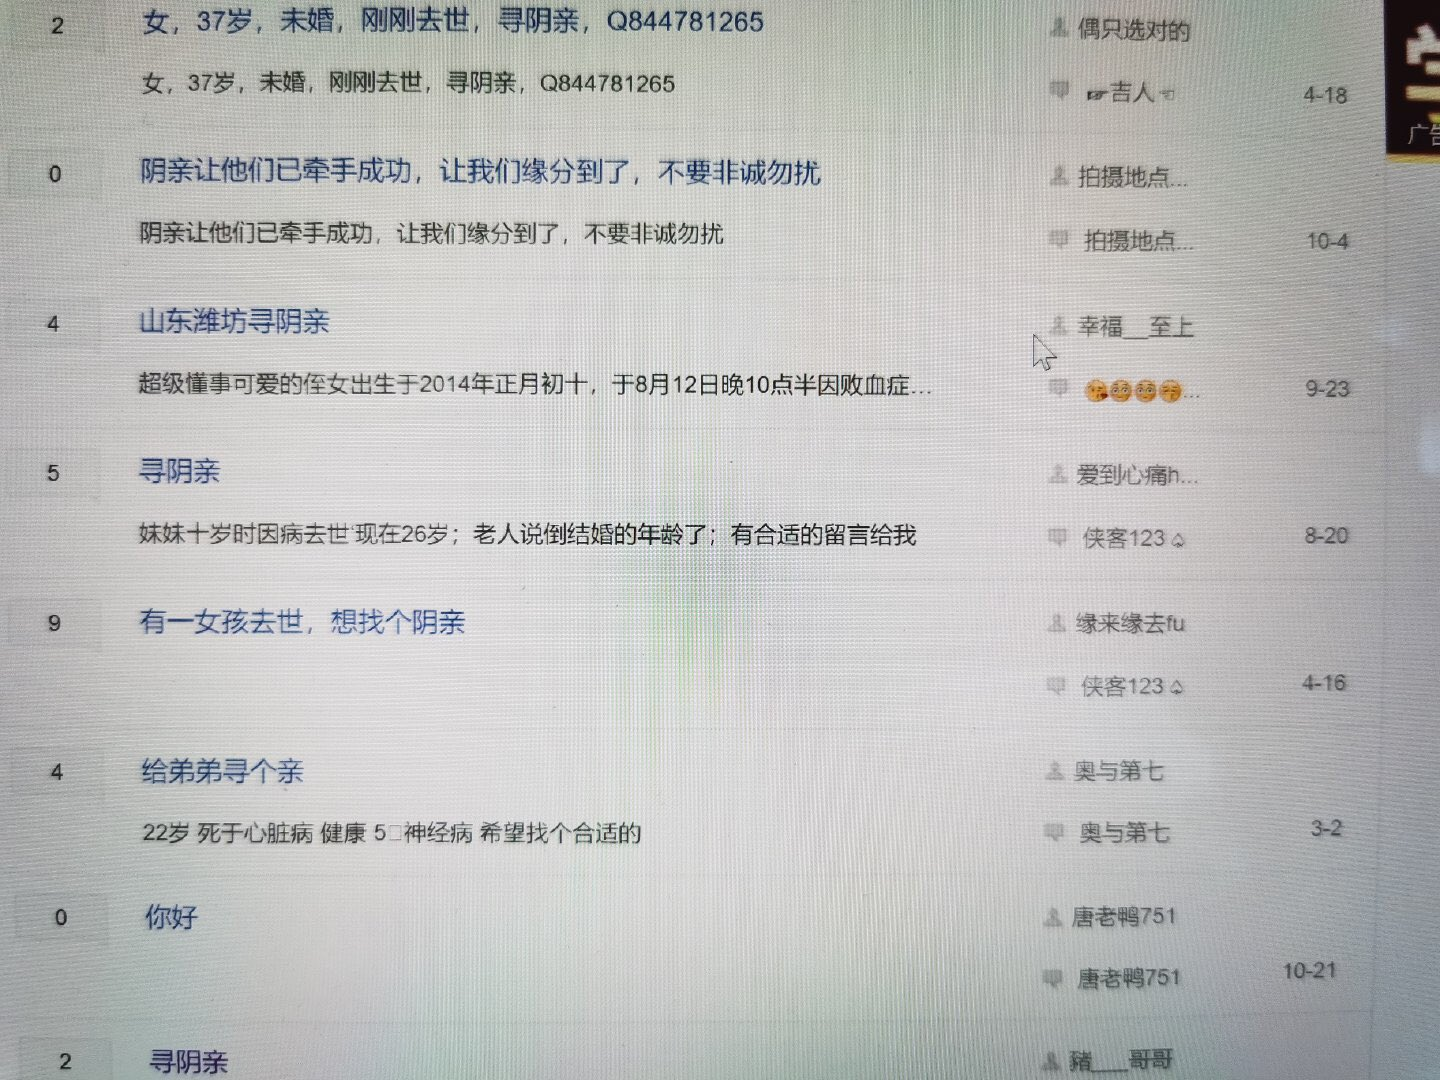 2
女，37岁，未婚，刚刚去世，寻阴亲，Q844781265
偶只选对的
女，37岁，未婚，刚刚去世，寻阴亲，Q844781265
☞吉人☜
4-18
广告
0
阴亲让他们已牵手成功，让我们缘分到了，不要非诚勿扰
拍摄地点...
阴亲让他们已牵手成功，让我们缘分到了，不要非诚勿扰
拍摄地点...
10-4
4
山东潍坊寻阴亲
幸福__至上
超级懂事可爱的侄女出生于2014年正月初十，于8月12日晚10点半因败血症...
...
9-23
5
寻阴亲
爱到心痛h...
妹妹十岁时因病去世‘现在26岁；老人说倒结婚的年龄了；有合适的留言给我
侠客123♤
8-20
9
有一女孩去世，想找个阴亲
缘来缘去fu
侠客123♤
4-16
4
给弟弟寻个亲
奥与第七
22岁 死于心脏病 健康 5□神经病 希望找个合适的
奥与第七
3-2
0
你好
唐老鸭751
唐老鸭751
10-21
2
寻阴亲
豬___哥哥